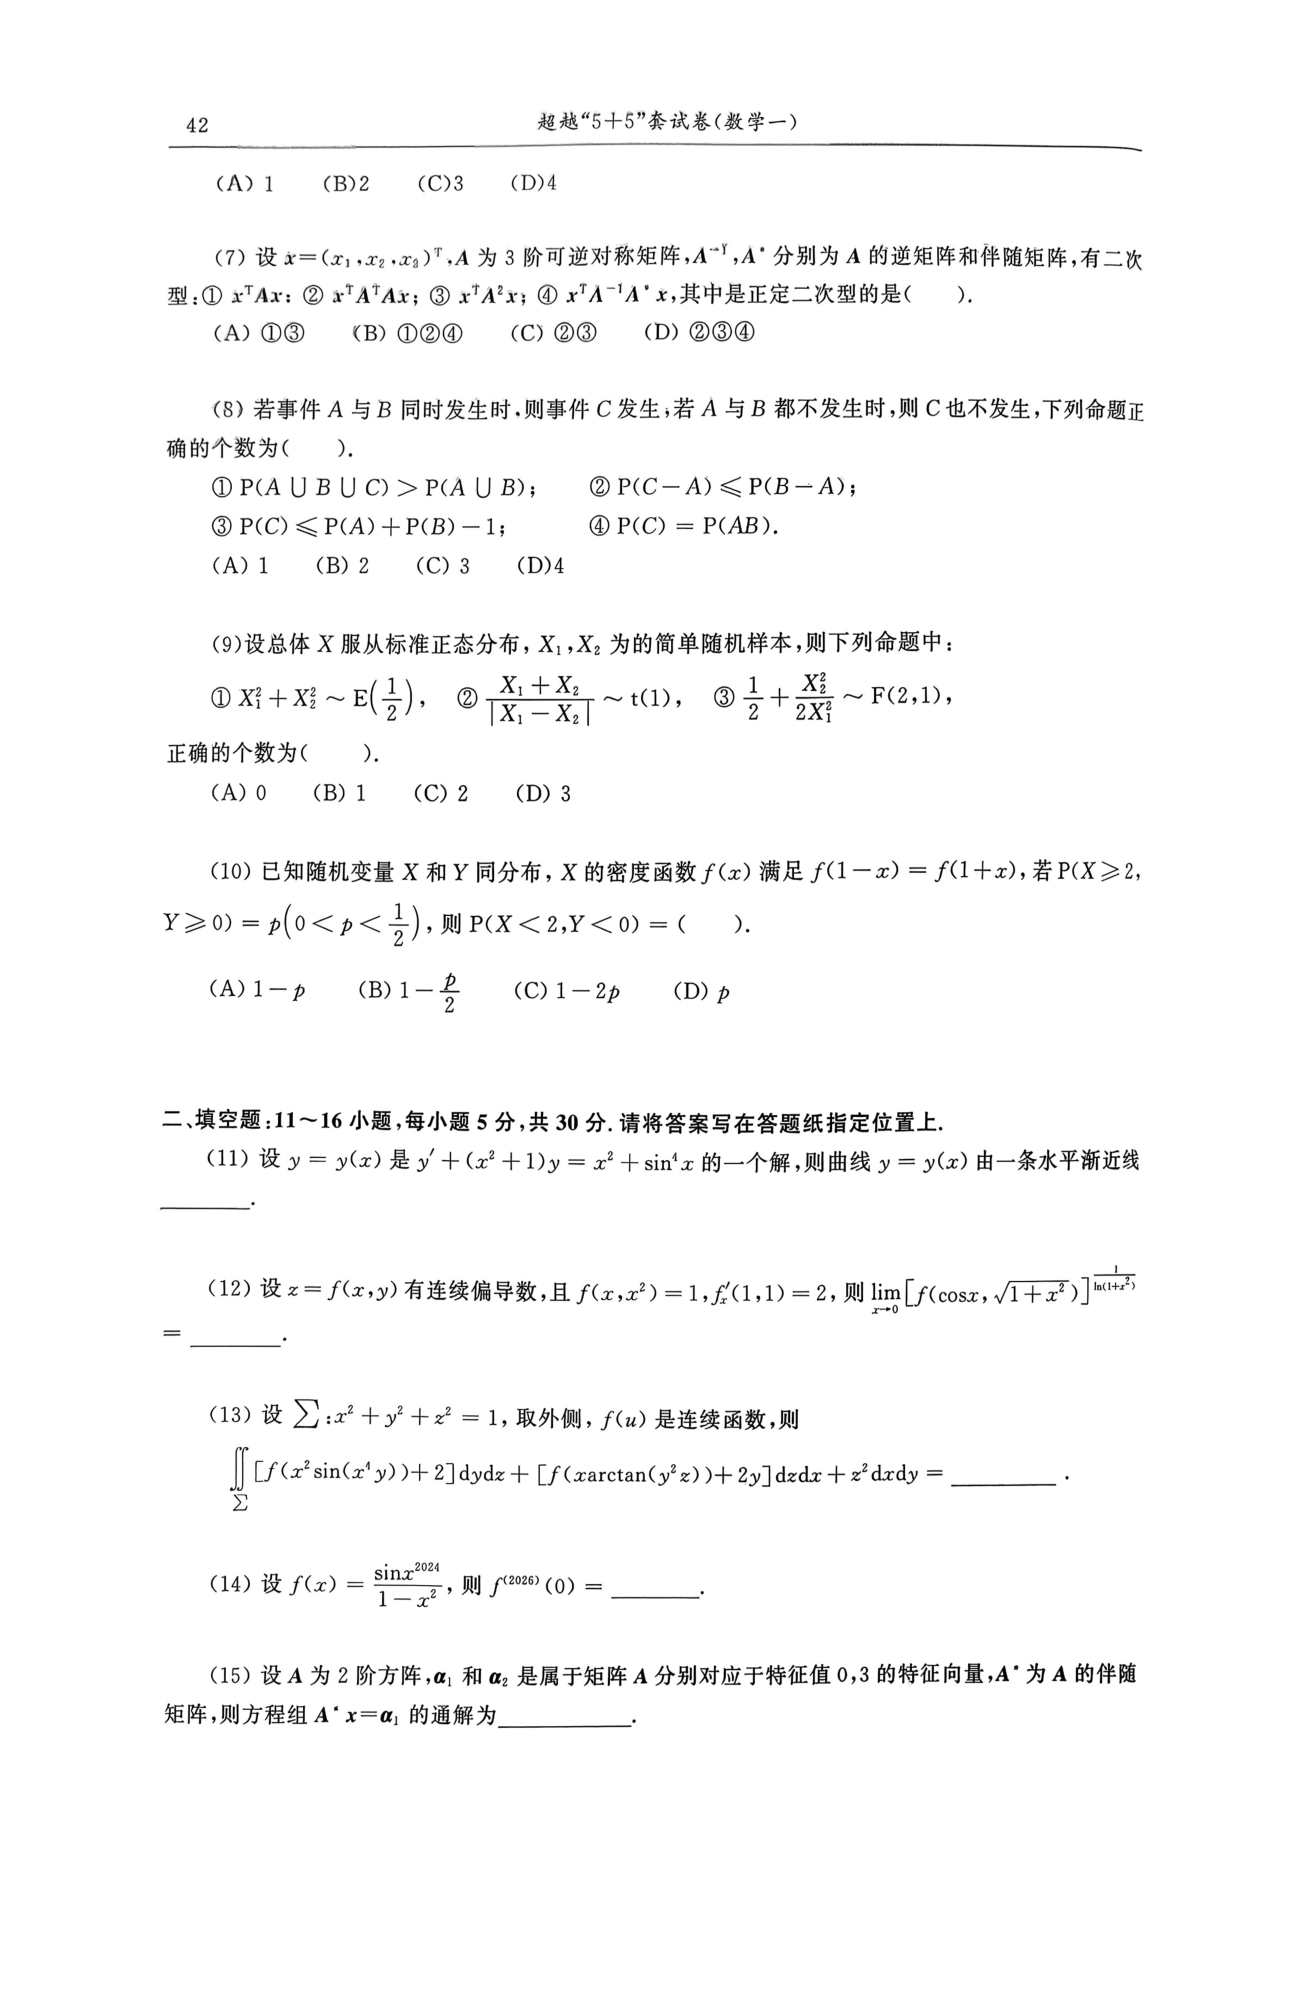 42
超越“5+5”套试卷(数学一)
(A) 1 (B)2 (C)3 (D)4
(7) 设 x=(x₁,x₂,x₃)ᵀ,A 为 3 阶可逆对称矩阵,A⁻¹,A* 分别为 A 的逆矩阵和伴随矩阵,有二次
型:① xᵀAx; ② xᵀAᵀAx; ③ xᵀA²x; ④ xᵀA⁻¹A*x,其中是正定二次型的是( ).
(A) ①③ (B) ①②④ (C) ②③ (D) ②③④
(8) 若事件 A 与 B 同时发生时,则事件 C 发生;若 A 与 B 都不发生时,则 C 也不发生,下列命题正
确的个数为( ).
① P(A ∪ B ∪ C) > P(A ∪ B); ② P(C − A) ⩽ P(B − A);
③ P(C) ⩽ P(A) + P(B) − 1; ④ P(C) = P(AB).
(A) 1 (B) 2 (C) 3 (D)4
(9)设总体 X 服从标准正态分布, X₁,X₂ 为的简单随机样本,则下列命题中:
① X₁² + X₂² ~ E(1/2), ② (X₁ + X₂)/|X₁ − X₂| ~ t(1), ③ 1/2 + X₂²/2X₁² ~ F(2,1),
正确的个数为( ).
(A) 0 (B) 1 (C) 2 (D) 3
(10) 已知随机变量 X 和 Y 同分布, X 的密度函数 f(x) 满足 f(1−x) = f(1+x), 若 P(X⩾2,
Y⩾0) = p(0 < p < 1/2), 则 P(X < 2,Y < 0) = ( ).
(A) 1 − p (B) 1 − p/2 (C) 1 − 2p (D) p
二、填空题:11~16 小题,每小题 5 分,共 30 分. 请将答案写在答题纸指定位置上.
(11) 设 y = y(x) 是 y′ + (x² + 1)y = x² + sin⁴x 的一个解,则曲线 y = y(x) 由一条水平渐近线
______.
(12) 设 z = f(x,y) 有连续偏导数,且 f(x,x²) = 1, f′ₓ(1,1) = 2, 则 lim_{x→0}[f(cosx, √(1+x²))]^{1/ln(1+x²)}
= ______.
(13) 设 ∑:x² + y² + z² = 1, 取外侧, f(u) 是连续函数,则
∬_∑ [f(x²sin(x⁴y))+2]dydz + [f(xarctan(y²z))+2y]dzdx + z²dxdy = ______.
(14) 设 f(x) = sinx²⁰²⁴/(1 − x²), 则 f⁽²⁰²⁶⁾(0) = ______.
(15) 设 A 为 2 阶方阵,α₁ 和 α₂ 是属于矩阵 A 分别对应于特征值 0,3 的特征向量,A* 为 A 的伴随
矩阵,则方程组 A*x=α₁ 的通解为______.